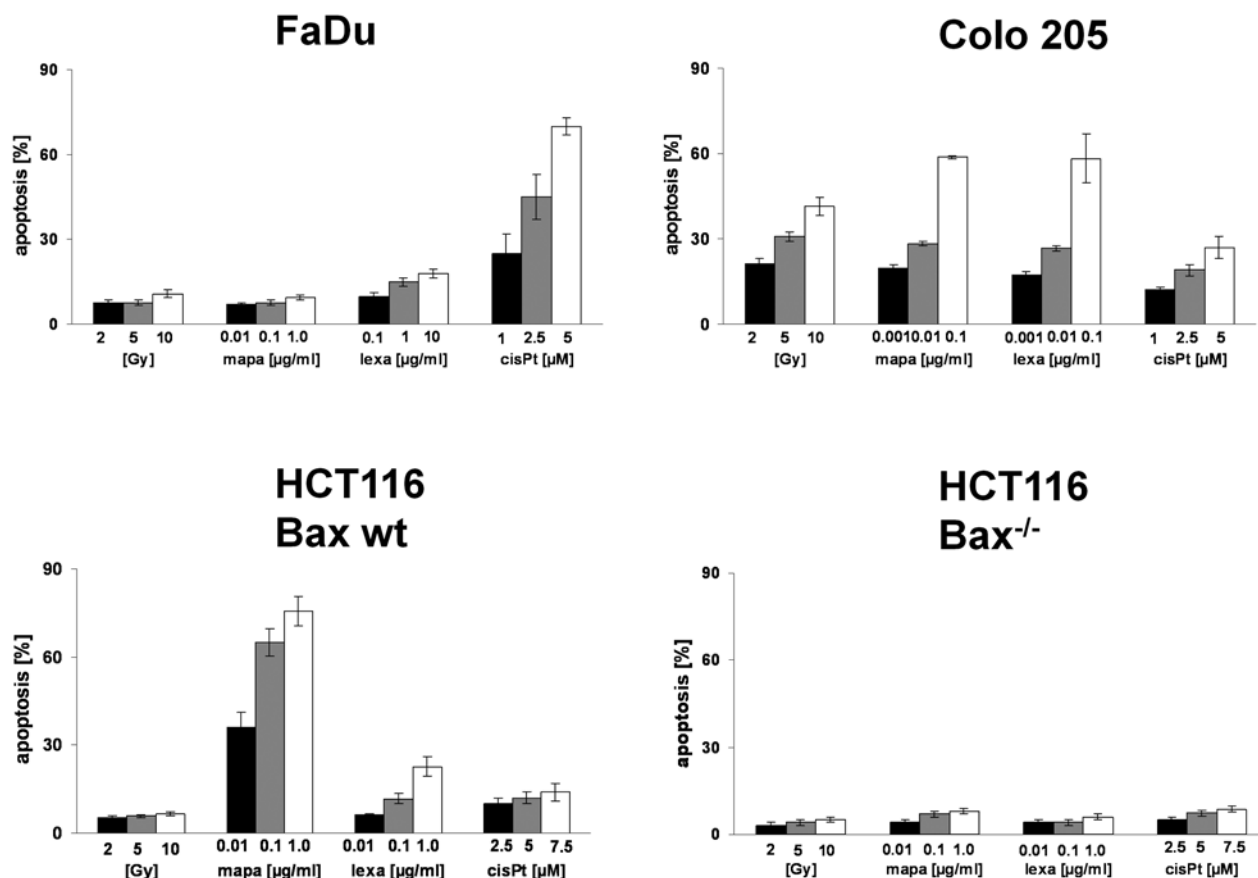 FaDu
90
60
30
0
apoptosis [%]
2 5 10 0.01 0.1 1.0 0.1 1 10 1 2.5 5
[Gy] mapa [µg/ml] lexa [µg/ml] cisPt [µM]
Colo 205
90
60
30
0
apoptosis [%]
2 5 10 0.001 0.01 0.1 0.001 0.01 0.1 1 2.5 5
[Gy] mapa [µg/ml] lexa [µg/ml] cisPt [µM]
HCT116
Bax wt
90
60
30
0
apoptosis [%]
2 5 10 0.01 0.1 1.0 0.01 0.1 1.0 2.5 5 7.5
[Gy] mapa [µg/ml] lexa [µg/ml] cisPt [µM]
HCT116
Bax-/-
90
60
30
0
apoptosis [%]
2 5 10 0.01 0.1 1.0 0.01 0.1 1.0 2.5 5 7.5
[Gy] mapa [µg/ml] lexa [µg/ml] cisPt [µM]